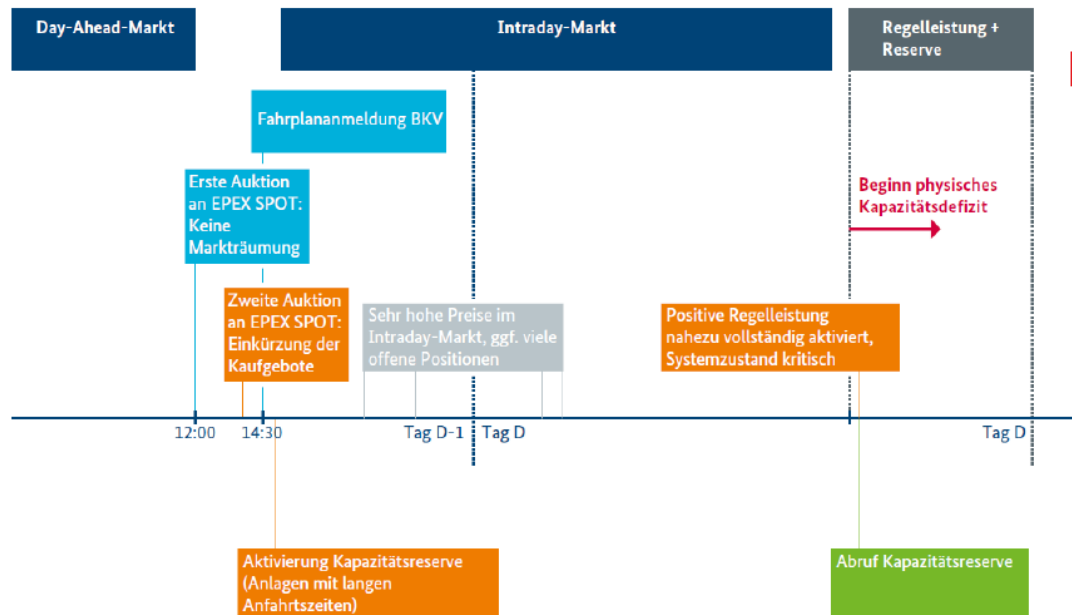 Day-Ahead-Markt
Intraday-Markt
Regelleistung +
Reserve
Fahrplananmeldung BKV
Erste Auktion
an EPEX SPOT:
Keine
Markträumung
Beginn physisches
Kapazitätsdefizit
Zweite Auktion
an EPEX SPOT:
Einkürzung der
Kaufgebote
Sehr hohe Preise im
Intraday-Markt, ggf. viele
offene Positionen
Positive Regelleistung
nahezu vollständig aktiviert,
Systemzustand kritisch
12:00
14:30
Tag D-1
Tag D
Tag D
Aktivierung Kapazitätsreserve
(Anlagen mit langen
Anfahrtszeiten)
Abruf Kapazitätsreserve